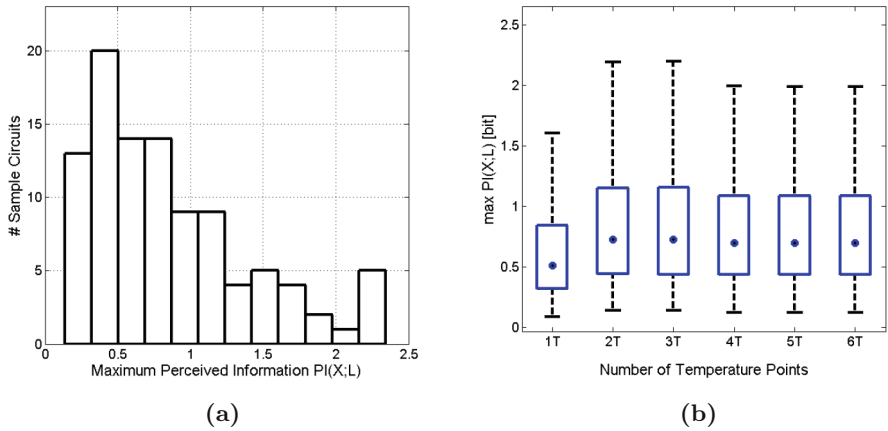 20
15
10
5
0
# Sample Circuits
0 0.5 1 1.5 2 2.5
Maximum Perceived Information PI(X;L)
(a)
2.5
2
1.5
1
0.5
0
max PI(X;L) [bit]
1T 2T 3T 4T 5T 6T
Number of Temperature Points
(b)